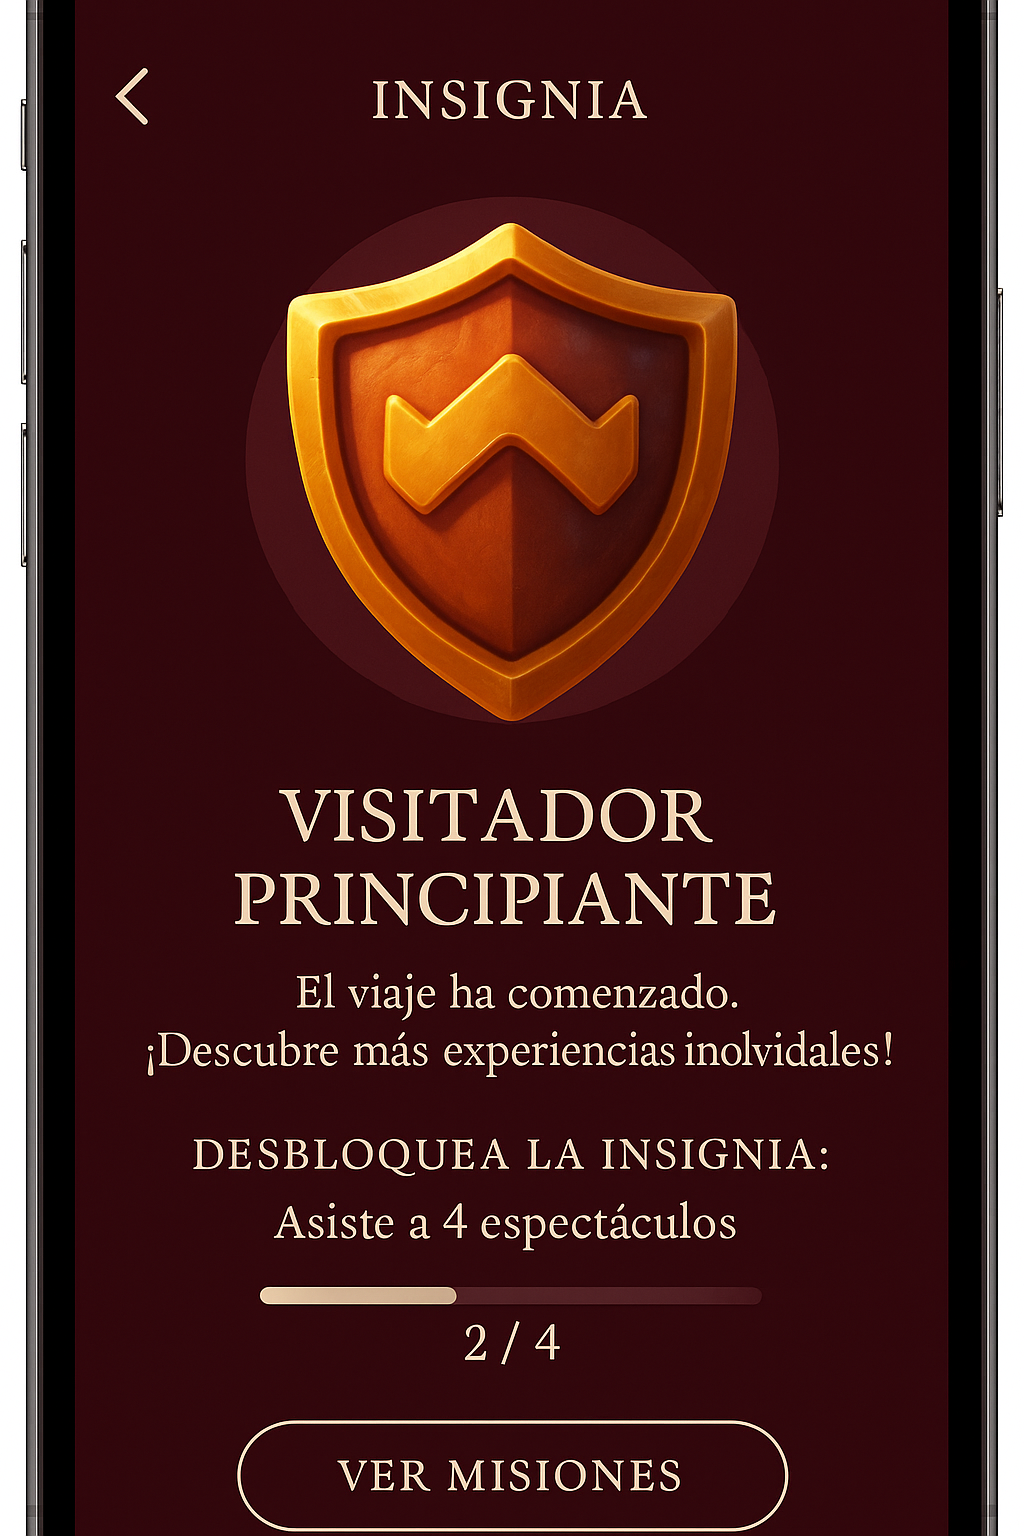 INSIGNIA
VISITADOR
PRINCIPIANTE
El viaje ha comenzado.
¡Descubre más experiencias inolvidales!
DESBLOQUEA LA INSIGNIA:
Asiste a 4 espectáculos
2 / 4
VER MISIONES